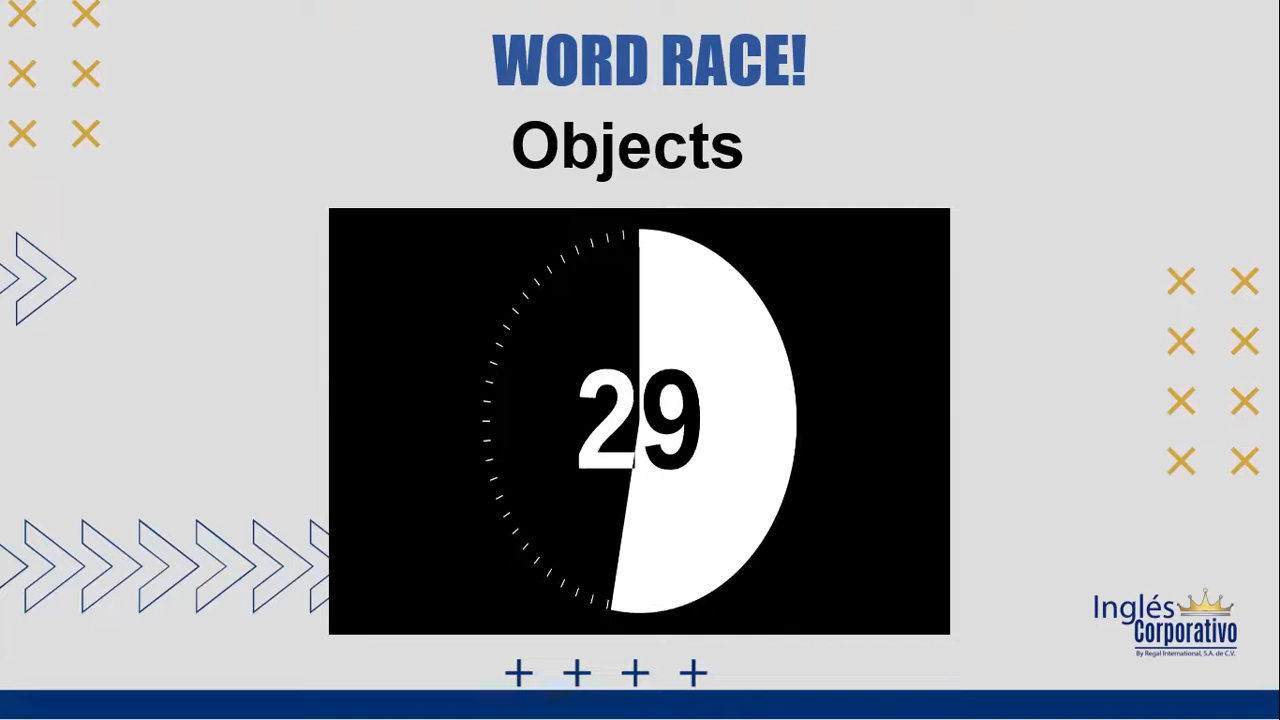 WORD RACE!
Objects
29
Inglés
Corporativo
By Regal International, S.A. de C.V.